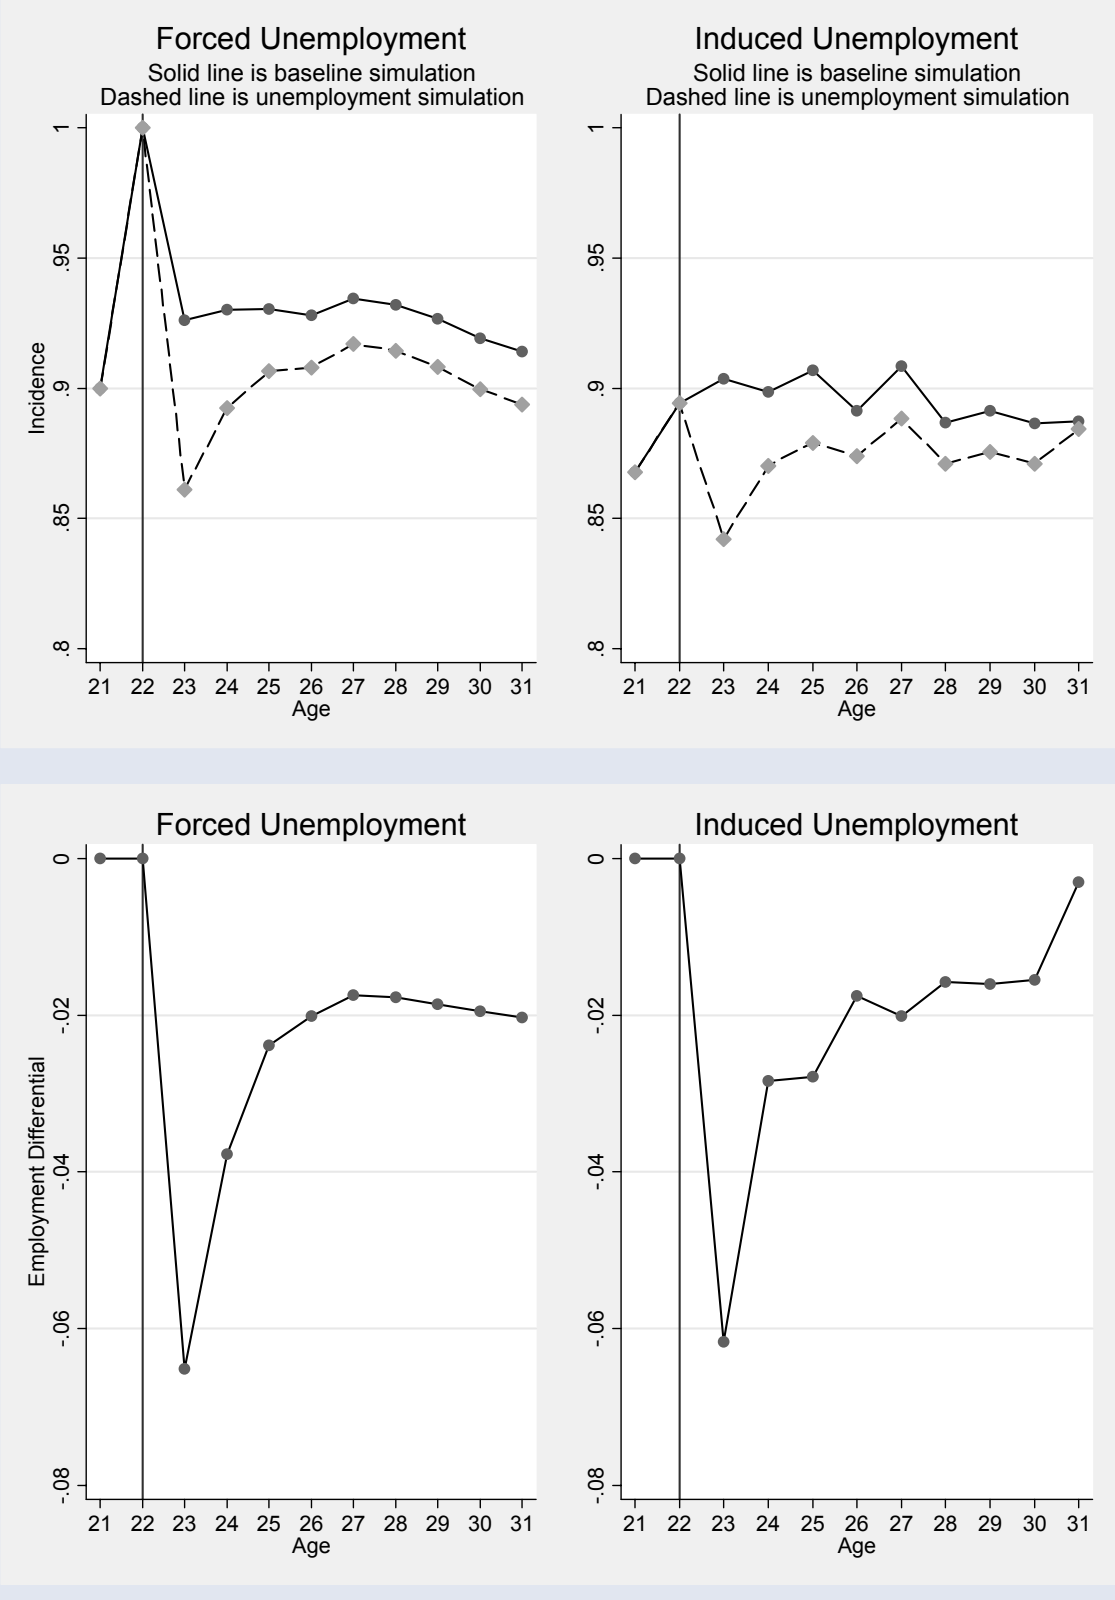 Forced Unemployment
Solid line is baseline simulation
Dashed line is unemployment simulation
Incidence
1
.95
.9
.85
.8
21 22 23 24 25 26 27 28 29 30 31
Age
Induced Unemployment
Solid line is baseline simulation
Dashed line is unemployment simulation
1
.95
.9
.85
.8
21 22 23 24 25 26 27 28 29 30 31
Age
Forced Unemployment
Employment Differential
0
-.02
-.04
-.06
-.08
21 22 23 24 25 26 27 28 29 30 31
Age
Induced Unemployment
0
-.02
-.04
-.06
-.08
21 22 23 24 25 26 27 28 29 30 31
Age